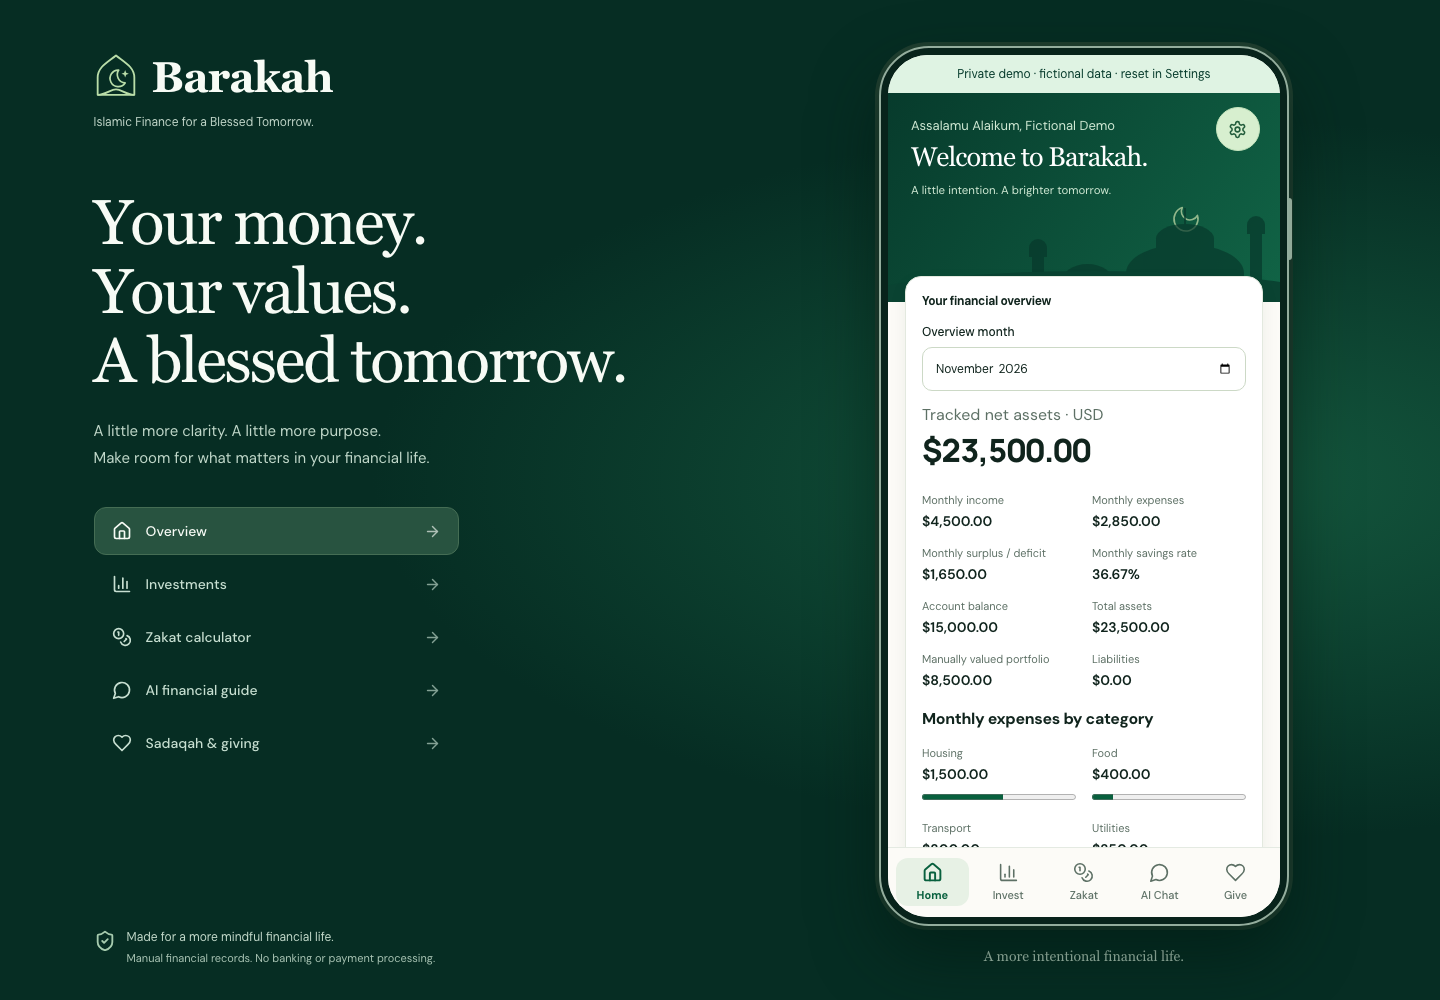 Barakah
Islamic Finance for a Blessed Tomorrow.
Your money.
Your values.
A blessed tomorrow.
A little more clarity. A little more purpose.
Make room for what matters in your financial life.
Overview
Investments
Zakat calculator
AI financial guide
Sadaqah & giving
Made for a more mindful financial life.
Manual financial records. No banking or payment processing.
Private demo · fictional data · reset in Settings
Assalamu Alaikum, Fictional Demo
Welcome to Barakah.
A little intention. A brighter tomorrow.
Your financial overview
Overview month
November 2026
Tracked net assets · USD
$23,500.00
Monthly income Monthly expenses
$4,500.00 $2,850.00
Monthly surplus / deficit Monthly savings rate
$1,650.00 36.67%
Account balance Total assets
$15,000.00 $23,500.00
Manually valued portfolio Liabilities
$8,500.00 $0.00
Monthly expenses by category
Housing Food
$1,500.00 $400.00
Transport Utilities
Home Invest Zakat AI Chat Give
A more intentional financial life.